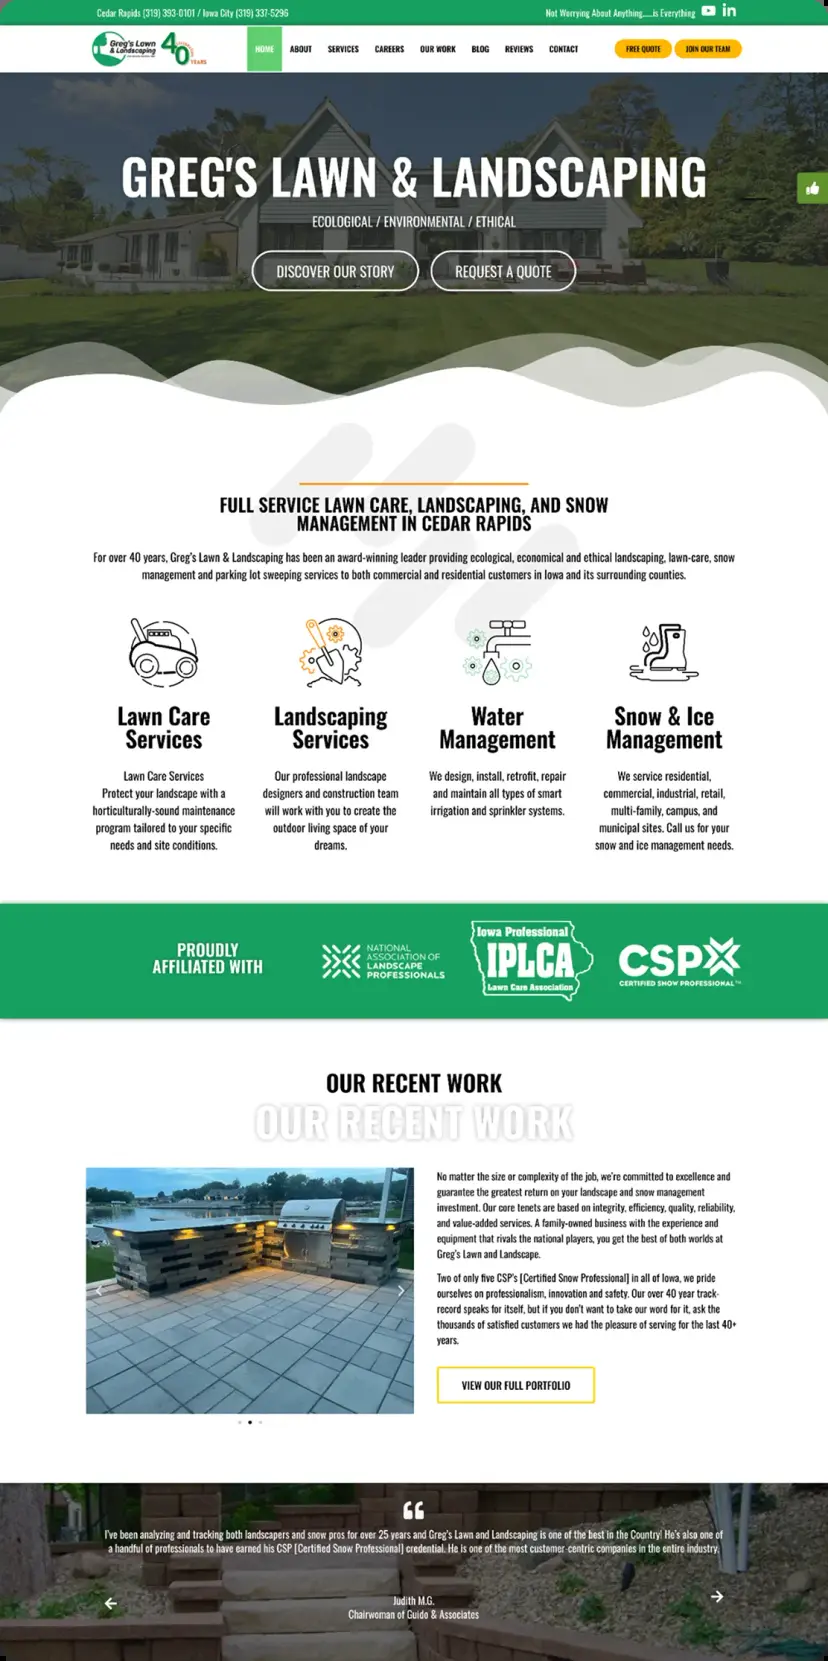 Cedar Rapids (319) 393-0101 / Iowa City (319) 337-5296
Not Worrying About Anything.....is Everything
Greg's Lawn
& Landscaping
40
YEARS
HOME
ABOUT
SERVICES
CAREERS
OUR WORK
BLOG
REVIEWS
CONTACT
FREE QUOTE
JOIN OUR TEAM
GREG'S LAWN & LANDSCAPING
ECOLOGICAL / ENVIRONMENTAL / ETHICAL
DISCOVER OUR STORY
REQUEST A QUOTE
FULL SERVICE LAWN CARE, LANDSCAPING, AND SNOW
MANAGEMENT IN CEDAR RAPIDS
For over 40 years, Greg's Lawn & Landscaping has been an award-winning leader providing ecological, economical and ethical landscaping, lawn-care, snow
management and parking lot sweeping services to both commercial and residential customers in Iowa and its surrounding counties.
Lawn Care
Services
Lawn Care Services
Protect your landscape with a
horticulturally-sound maintenance
program tailored to your specific
needs and site conditions.
Landscaping
Services
Our professional landscape
designers and construction team
will work with you to create the
outdoor living space of your
dreams.
Water
Management
We design, install, retrofit, repair
and maintain all types of smart
irrigation and sprinkler systems.
Snow & Ice
Management
We service residential,
commercial, industrial, retail,
multi-family, campus, and
municipal sites. Call us for your
snow and ice management needs.
PROUDLY
AFFILIATED WITH
NATIONAL
ASSOCIATION OF
LANDSCAPE
PROFESSIONALS
Iowa Professional
IPLCA
Lawn Care Association
CSP
CERTIFIED SNOW PROFESSIONAL™
OUR RECENT WORK
OUR RECENT WORK
No matter the size or complexity of the job, we're committed to excellence and
guarantee the greatest return on your landscape and snow management
investment. Our core tenets are based on integrity, efficiency, quality, reliability,
and value-added services. A family-owned business with the experience and
equipment that rivals the national players, you get the best of both worlds at
Greg's Lawn and Landscape.
Two of only five CSP's [Certified Snow Professional] in all of Iowa, we pride
ourselves on professionalism, innovation and safety. Our over 40 year track-
record speaks for itself, but if you don't want to take our word for it, ask the
thousands of satisfied customers we had the pleasure of serving for the last 40+
years.
VIEW OUR FULL PORTFOLIO
I've been analyzing and tracking both landscapers and snow pros for over 25 years and Greg's Lawn and Landscaping is one of the best in the Country! He's also one of
a handful of professionals to have earned his CSP [Certified Snow Professional] credential. He is one of the most customer-centric companies in the entire industry.
Judith M.G.
Chairwoman of Guido & Associates